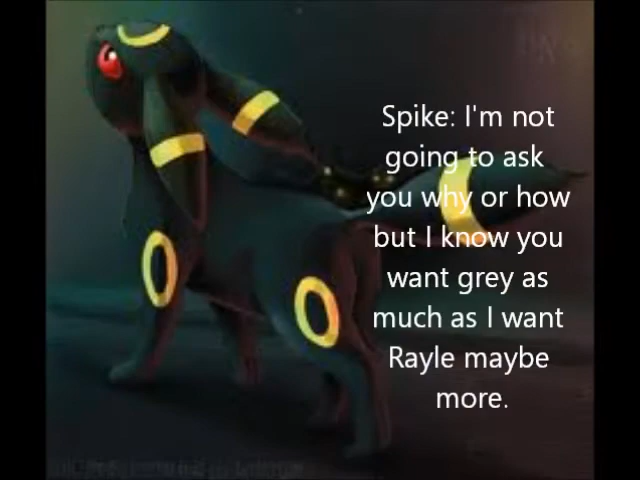 Spike: I'm not
going to ask
you why or how
but I know you
want grey as
much as I want
Rayle maybe
more.